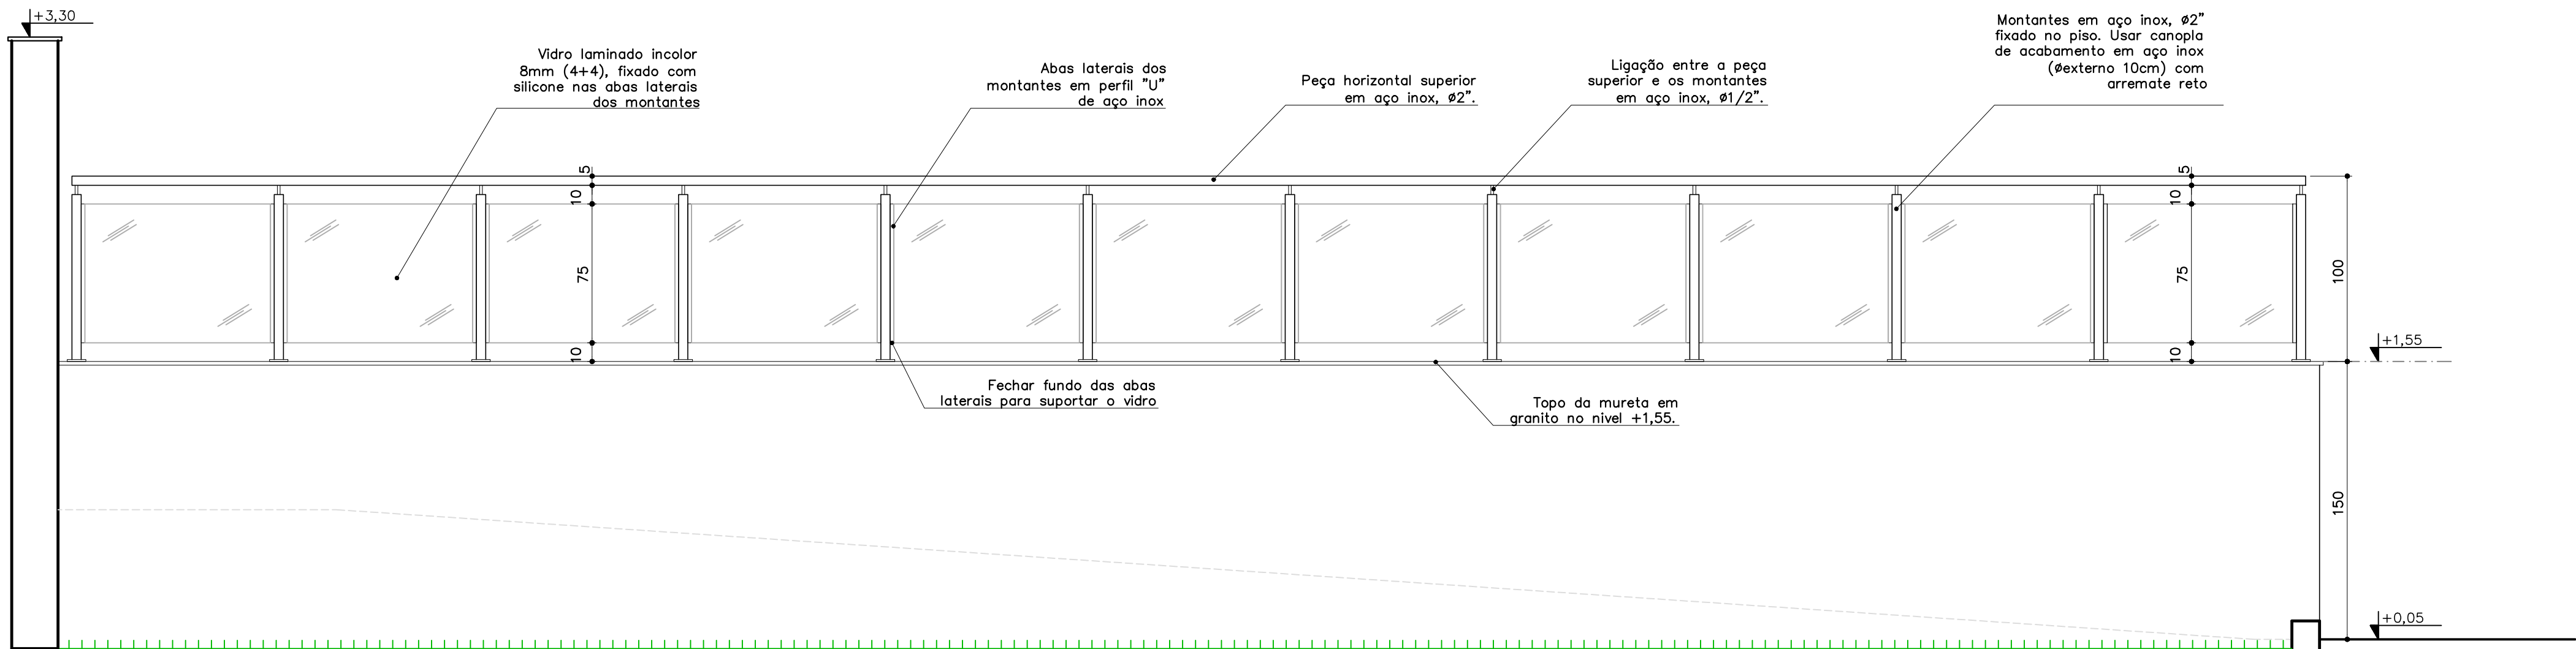 +3,30
Vidro laminado incolor
8mm (4+4), fixado com
silicone nas abas laterais
dos montantes
Abas laterais dos
montantes em perfil "U"
de aço inox
Peça horizontal superior
em aço inox, ø2".
Ligação entre a peça
superior e os montantes
em aço inox, ø1/2".
Montantes em aço inox, ø2"
fixado no piso. Usar canopla
de acabamento em aço inox
(øexterno 10cm) com
arremate reto
5
10
75
10
5
10
75
10
100
+1,55
Fechar fundo das abas
laterais para suportar o vidro
Topo da mureta em
granito no nivel +1,55.
150
+0,05